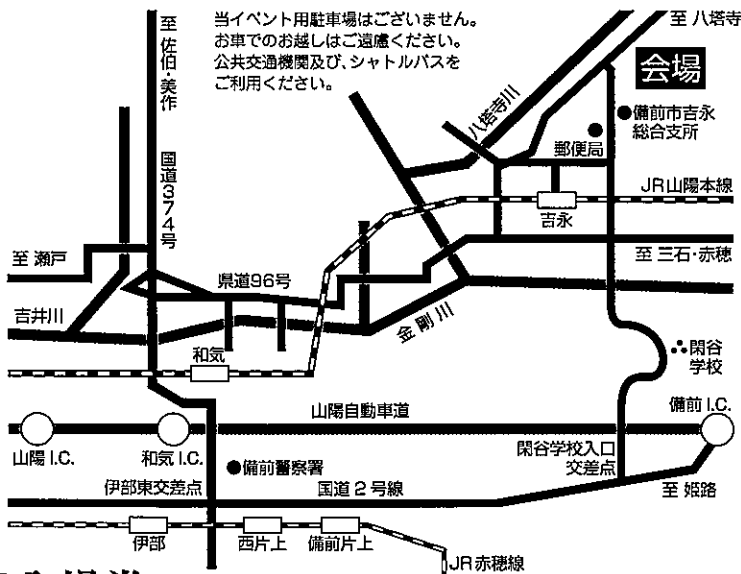 当イベント用駐車場はございません。
お車でのお越しはご遠慮ください。
公共交通機関及び、シャトルバスを
ご利用ください。
至 佐伯・美作
国道374号
至 八塔寺
会場
八塔寺川
備前市吉永
総合支所
郵便局
JR山陽本線
吉永
至 瀬戸
至 三石・赤穂
県道96号
吉井川
金剛川
和気
閑谷
学校
山陽自動車道
備前 I.C.
山陽 I.C.
和気 I.C.
閑谷学校入口
交差点
備前警察署
伊部東交差点
国道2号線
至 姫路
伊部
西片上
備前片上
JR赤穂線